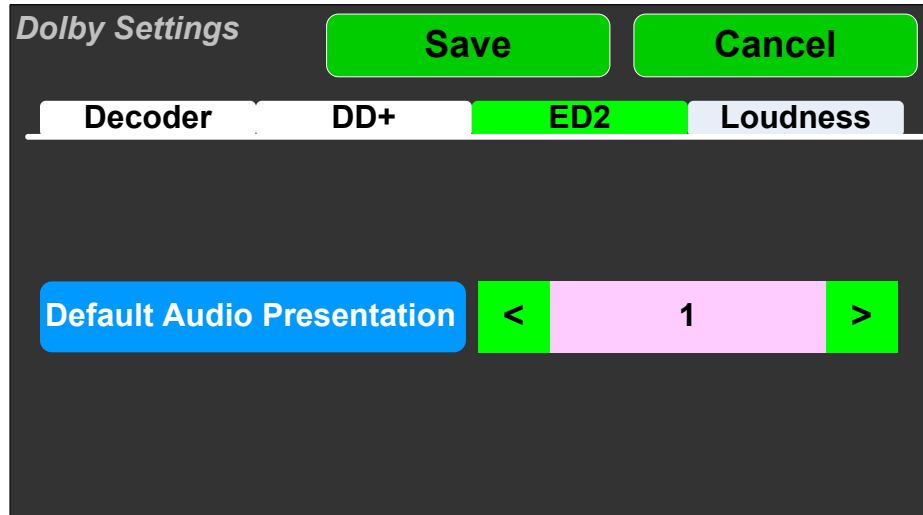 Dolby Settings
Save
Cancel
Decoder
DD+
ED2
Loudness
Default Audio Presentation
<
1
>